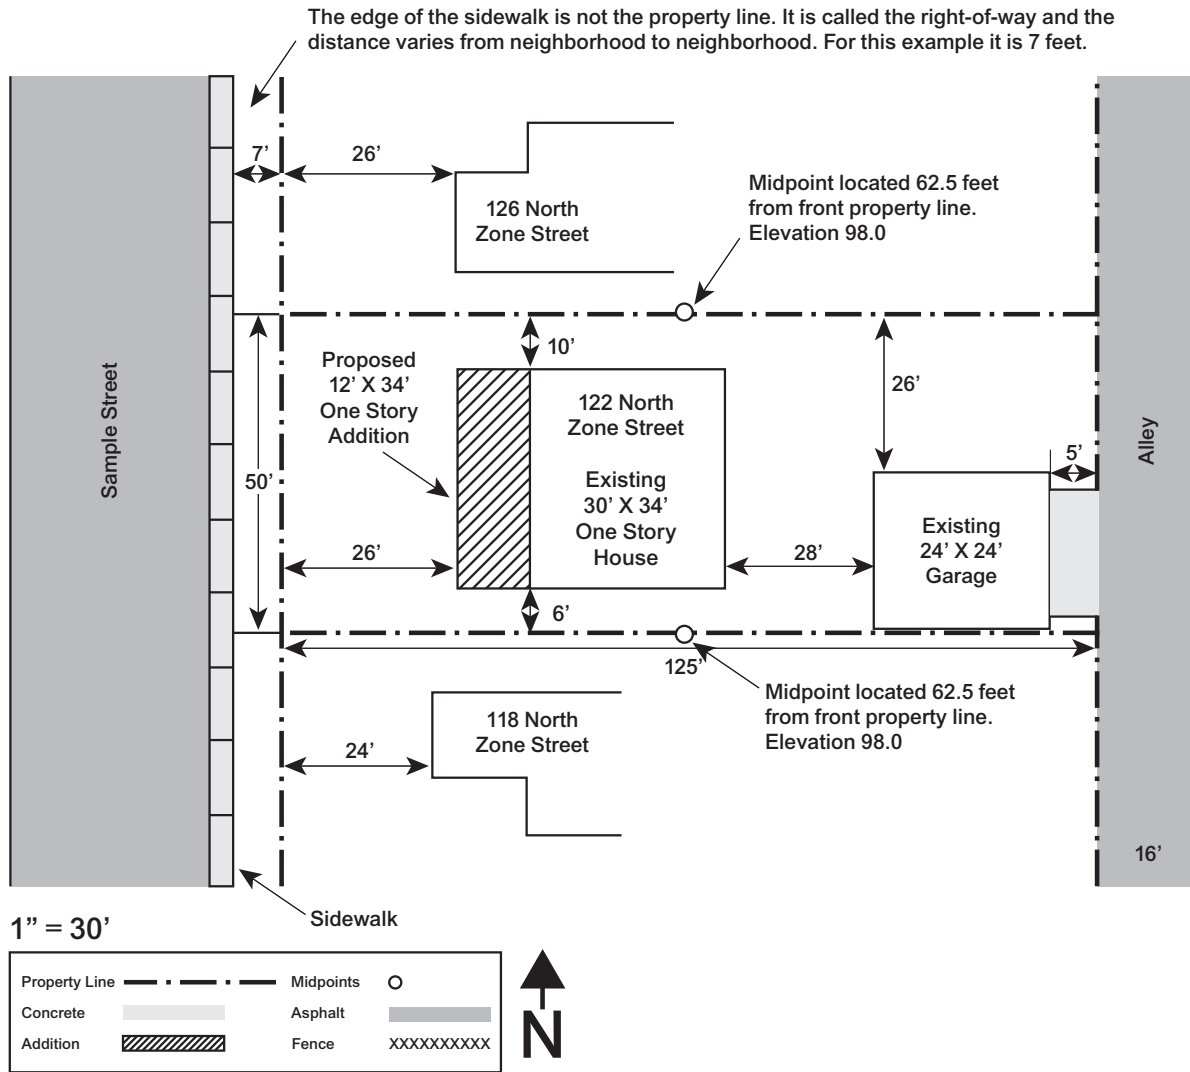 The edge of the sidewalk is not the property line. It is called the right-of-way and the
distance varies from neighborhood to neighborhood. For this example it is 7 feet.
7’
26’
126 North
Zone Street
Midpoint located 62.5 feet
from front property line.
Elevation 98.0
Sample Street
50’
Proposed
12’ X 34’
One Story
Addition
10’
122 North
Zone Street
Existing
30’ X 34’
One Story
House
26’
5’
Alley
26’
28’
Existing
24’ X 24’
Garage
6’
125’
Midpoint located 62.5 feet
from front property line.
Elevation 98.0
118 North
Zone Street
24’
16’
Sidewalk
1” = 30’
Property Line
Midpoints
Concrete
Asphalt
Addition
Fence
XXXXXXXXXX
N